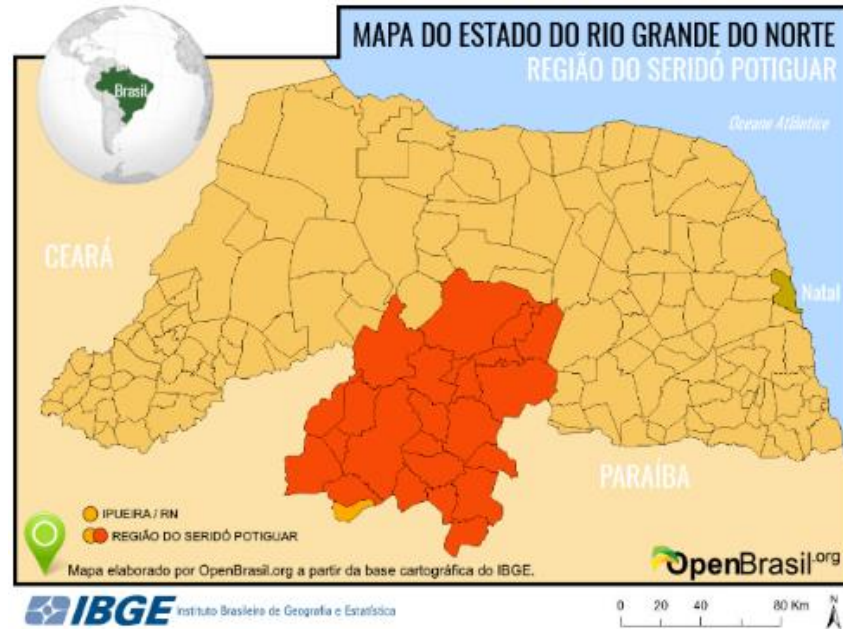 MAPA DO ESTADO DO RIO GRANDE DO NORTE
REGIÃO DO SERIDÓ POTIGUAR
Brasil
Oceano Atlântico
CEARÁ
Natal
PARAÍBA
IPUEIRA / RN
REGIÃO DO SERIDÓ POTIGUAR
Mapa elaborado por OpenBrasil.org a partir da base cartográfica do IBGE.
OpenBrasil.org
IBGE Instituto Brasileiro de Geografia e Estatística
0 20 40 80 Km
N